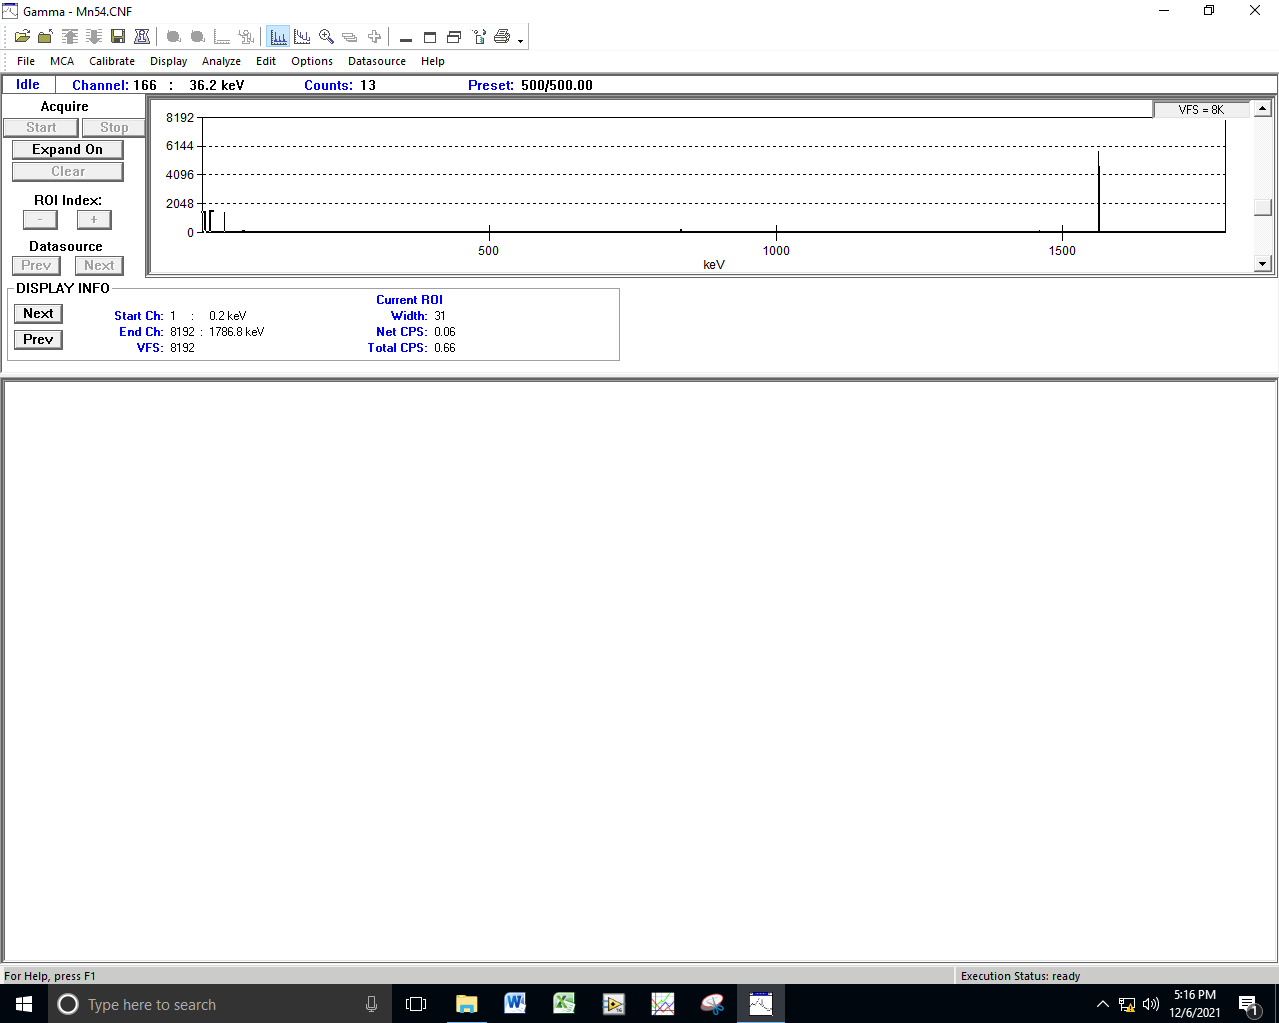 Gamma - Mn54.CNF
File MCA Calibrate Display Analyze Edit Options Datasource Help
Idle Channel: 166 : 36.2 keV Counts: 13 Preset: 500/500.00
Acquire
Start Stop
Expand On
Clear
ROI Index:
- +
Datasource
Prev Next
VFS = 8K
8192
6144
4096
2048
0
500 1000 1500
keV
DISPLAY INFO
Next
Prev
Start Ch: 1 : 0.2 keV
End Ch: 8192 : 1786.8 keV
VFS: 8192
Current ROI
Width: 31
Net CPS: 0.06
Total CPS: 0.66
For Help, press F1
Execution Status: ready
Type here to search
5:16 PM
12/6/2021
1